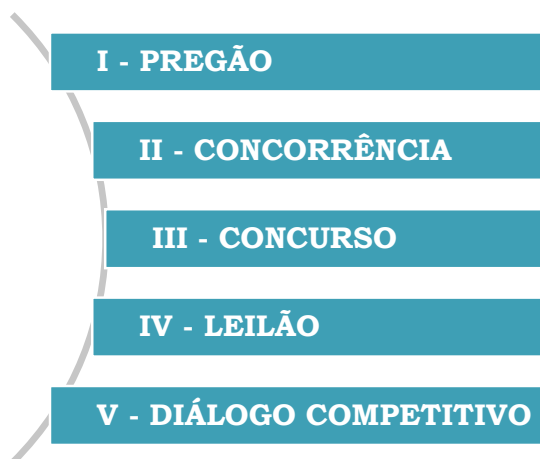 I - PREGÃO
II - CONCORRÊNCIA
III - CONCURSO
IV - LEILÃO
V - DIÁLOGO COMPETITIVO